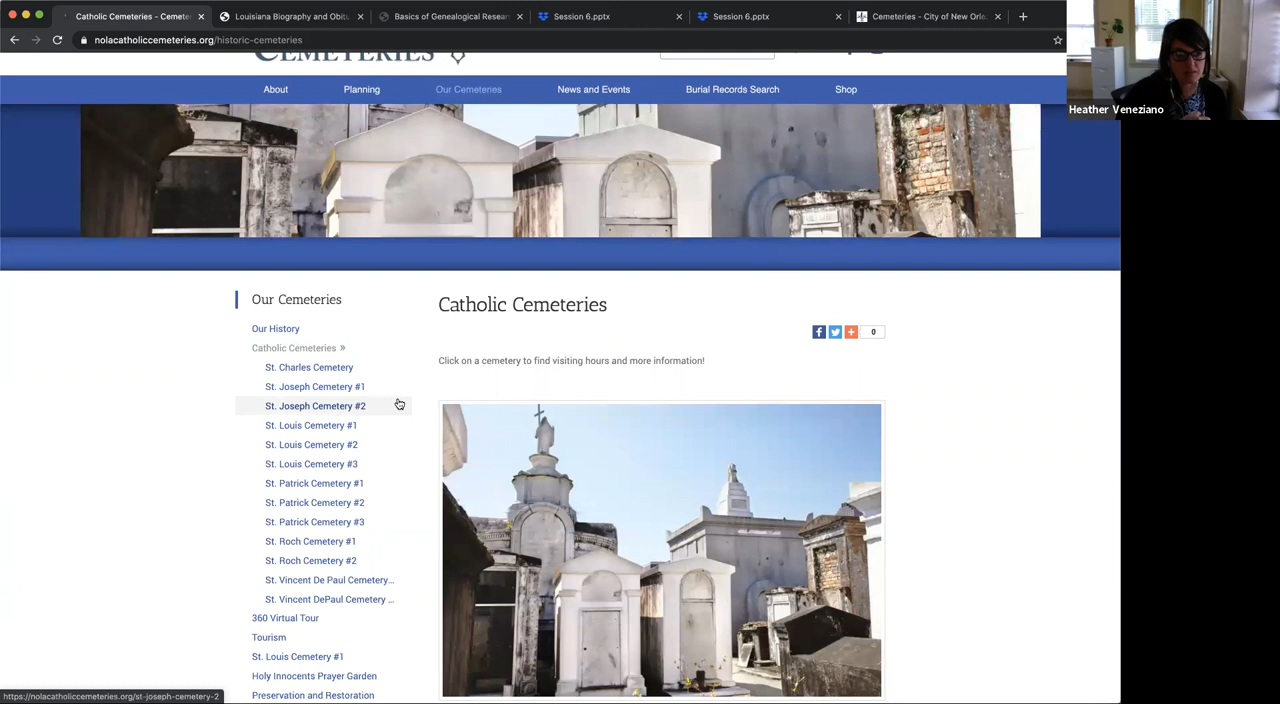 Catholic Cemeteries - Cemeter
Louisiana Biography and Obitu
Basics of Genealogical Resear
Session 6.pptx
Session 6.pptx
Cemeteries - City of New Orle
nolacatholiccemeteries.org/historic-cemeteries
Heather Veneziano
CEMETERIES
About
Planning
Our Cemeteries
News and Events
Burial Records Search
Shop
Our Cemeteries
Our History
Catholic Cemeteries »
St. Charles Cemetery
St. Joseph Cemetery #1
St. Joseph Cemetery #2
St. Louis Cemetery #1
St. Louis Cemetery #2
St. Louis Cemetery #3
St. Patrick Cemetery #1
St. Patrick Cemetery #2
St. Patrick Cemetery #3
St. Roch Cemetery #1
St. Roch Cemetery #2
St. Vincent De Paul Cemetery...
St. Vincent DePaul Cemetery ...
360 Virtual Tour
Tourism
St. Louis Cemetery #1
Holy Innocents Prayer Garden
Preservation and Restoration
Catholic Cemeteries
0
Click on a cemetery to find visiting hours and more information!
https://nolacatholiccemeteries.org/st-joseph-cemetery-2